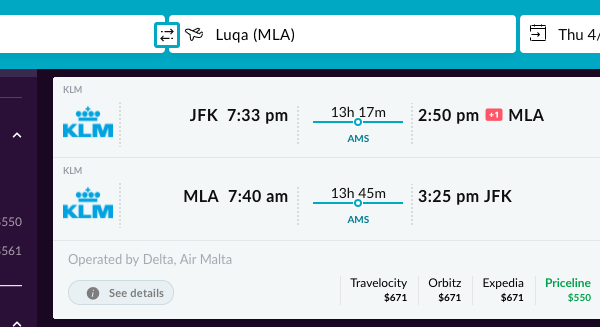 Luqa (MLA)
Thu 4/
KLM
KLM
JFK 7:33 pm
13h 17m
AMS
2:50 pm +1 MLA
KLM
KLM
MLA 7:40 am
13h 45m
AMS
3:25 pm JFK
$550
$561
Operated by Delta, Air Malta
See details
Travelocity $671
Orbitz $671
Expedia $671
Priceline $550